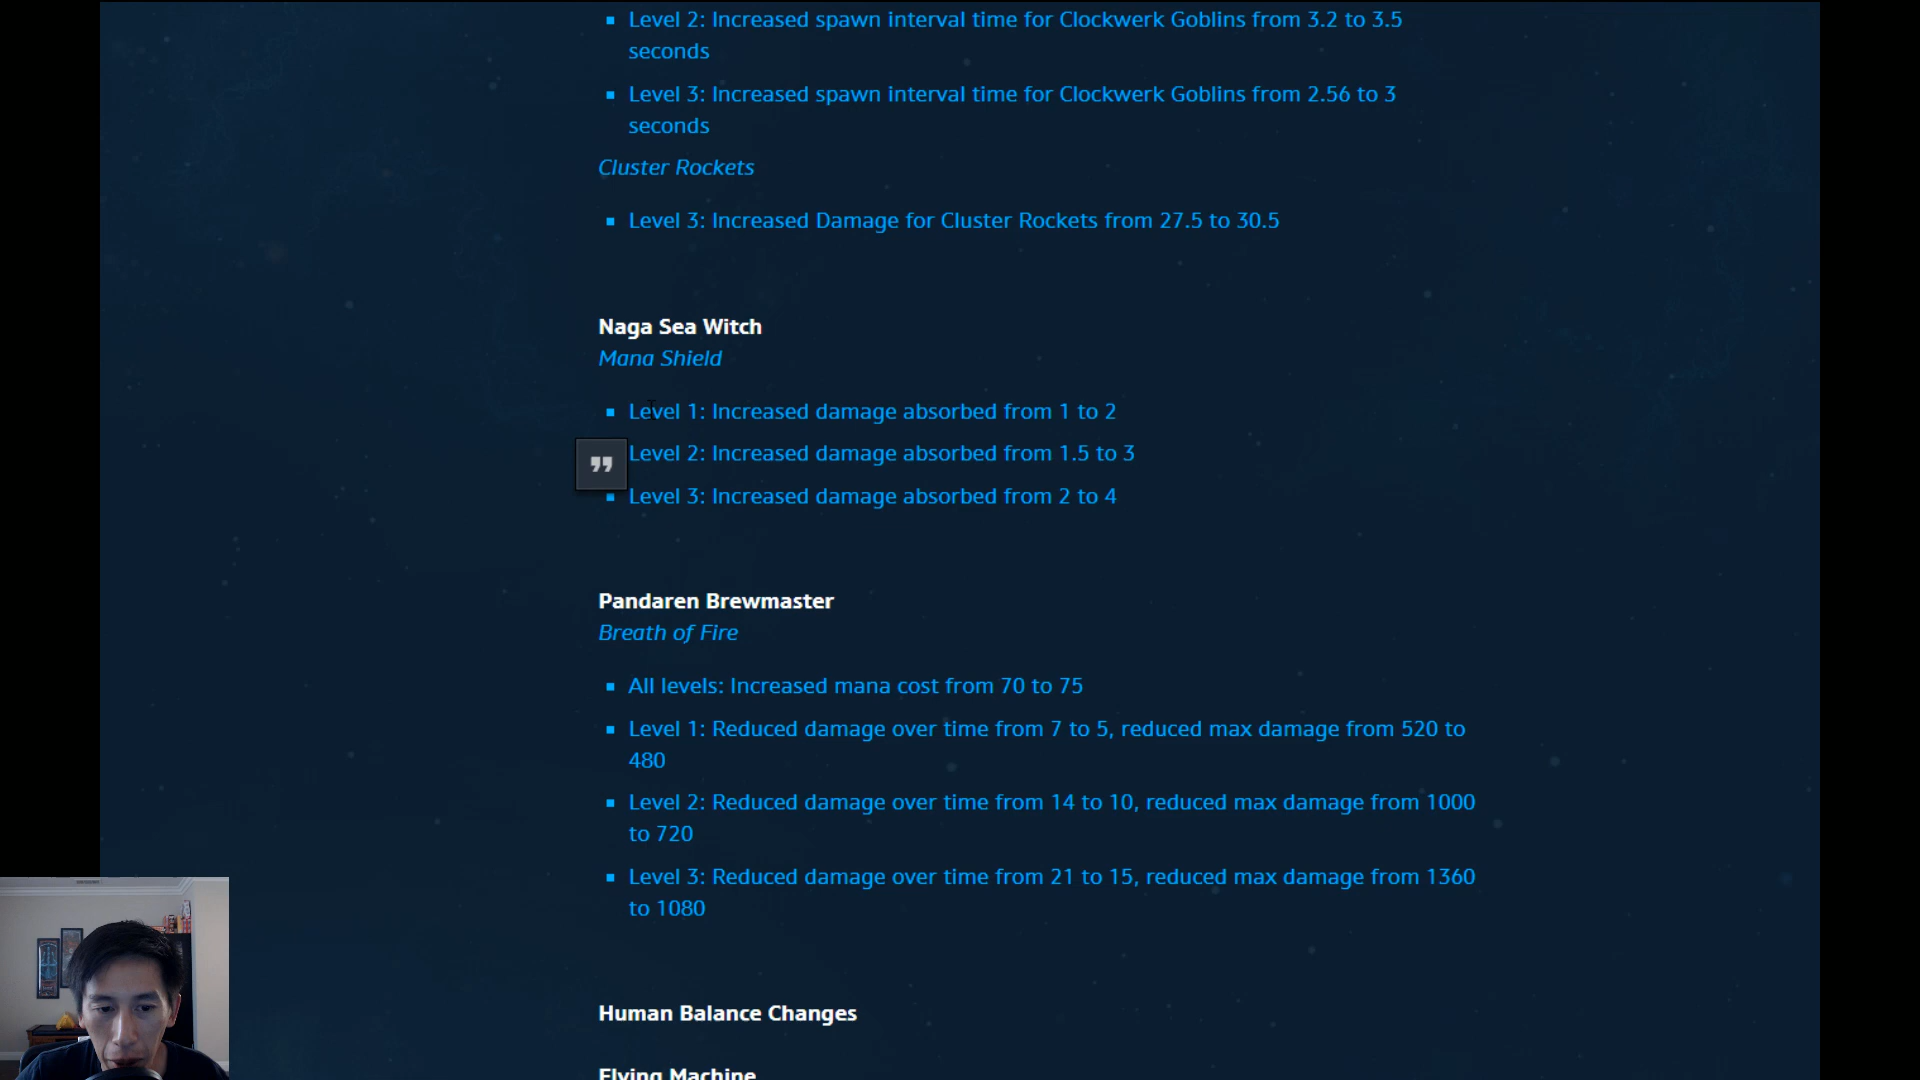 Level 2: Increased spawn interval time for Clockwerk Goblins from 3.2 to 3.5
seconds
Level 3: Increased spawn interval time for Clockwerk Goblins from 2.56 to 3
seconds
Cluster Rockets
Level 3: Increased Damage for Cluster Rockets from 27.5 to 30.5
Naga Sea Witch
Mana Shield
Level 1: Increased damage absorbed from 1 to 2
Level 2: Increased damage absorbed from 1.5 to 3
Level 3: Increased damage absorbed from 2 to 4
Pandaren Brewmaster
Breath of Fire
All levels: Increased mana cost from 70 to 75
Level 1: Reduced damage over time from 7 to 5, reduced max damage from 520 to
480
Level 2: Reduced damage over time from 14 to 10, reduced max damage from 1000
to 720
Level 3: Reduced damage over time from 21 to 15, reduced max damage from 1360
to 1080
Human Balance Changes
Flying Machine